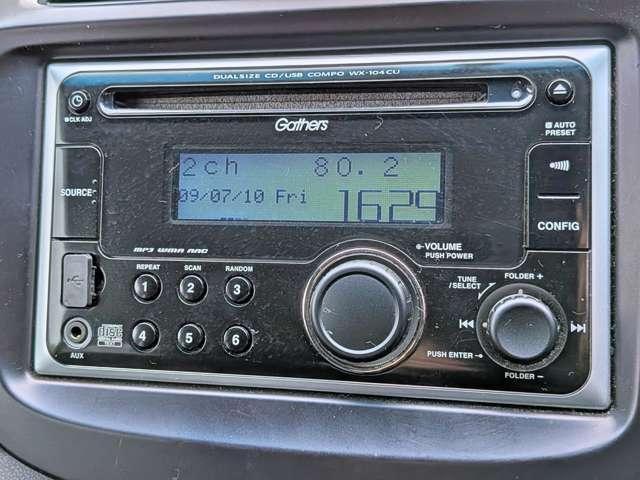 DUALSIZE CD/USB COMPO WX-104CU
CLK ADJ
Gathers
AUTO
PRESET
2ch 80.2
09/07/10 Fri 1629
SOURCE
CONFIG
MP3 WMA AAC
VOLUME
PUSH POWER
REPEAT SCAN RANDOM
1 2 3
4 5 6
TUNE
/SELECT
FOLDER +
PUSH ENTER
FOLDER −
AUX
disc
TEXT